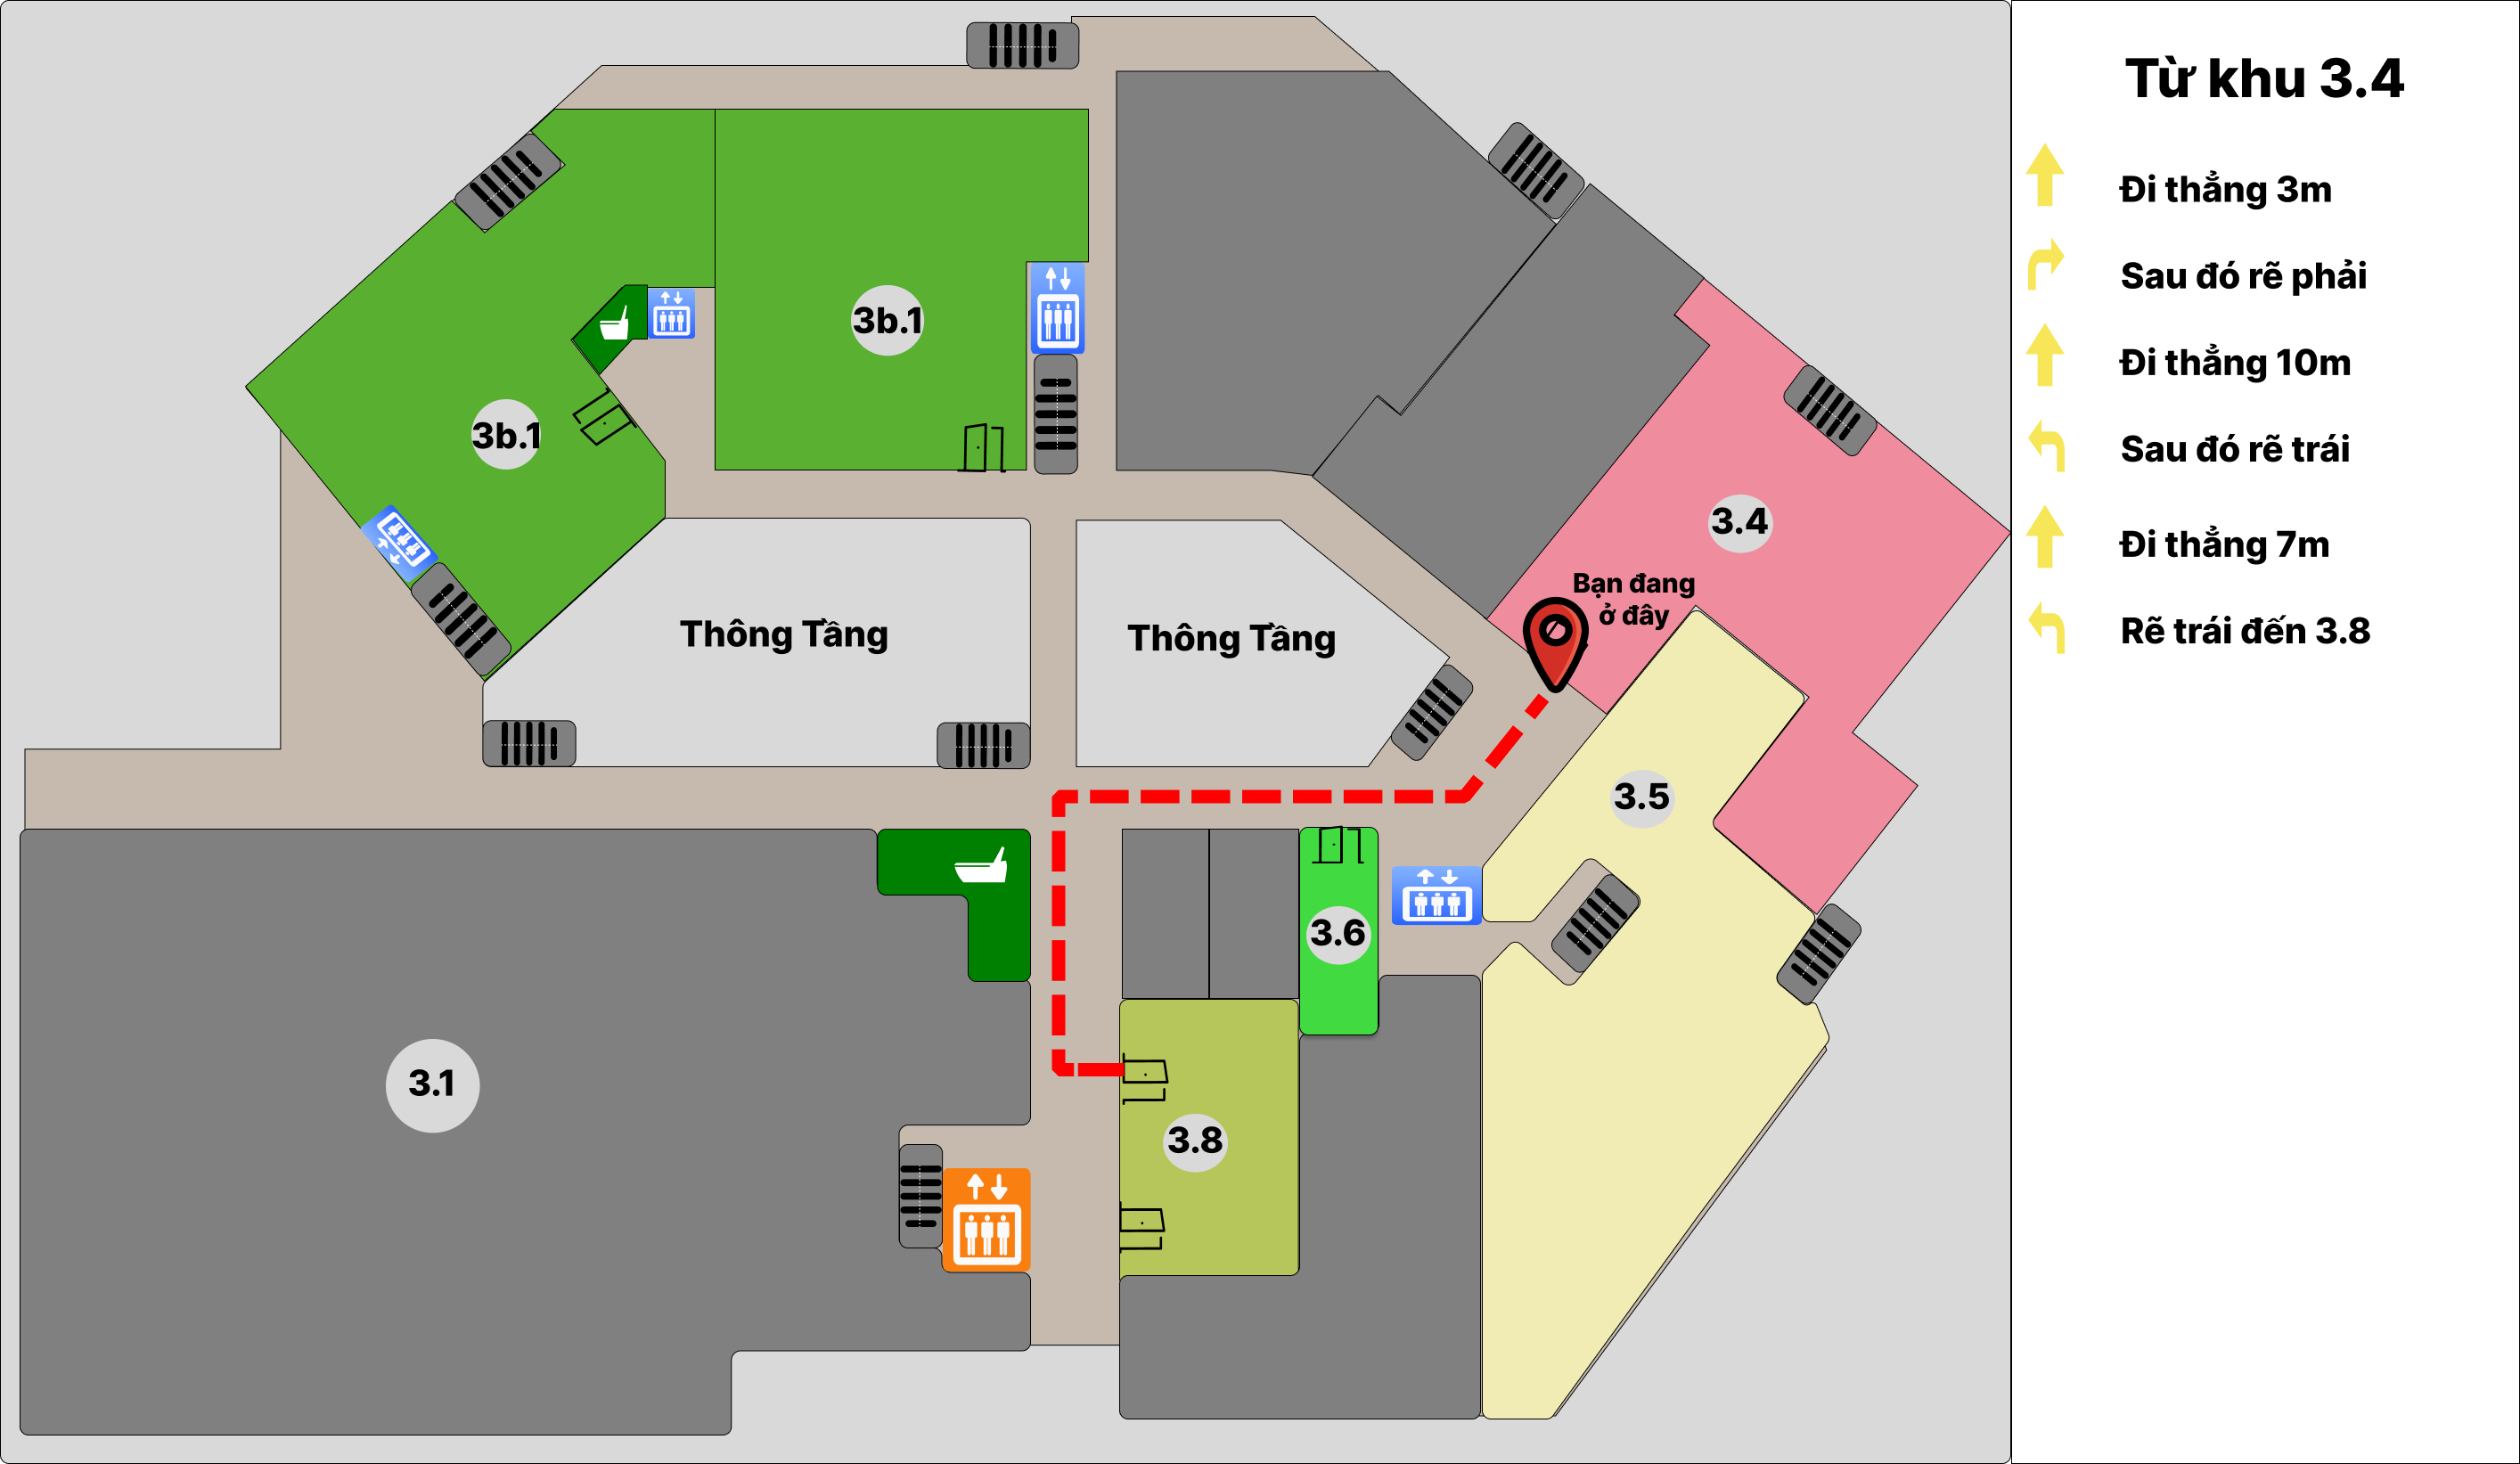 Từ khu 3.4
Đi thẳng 3m
Sau đó rẽ phải
Đi thẳng 10m
Sau đó rẽ trái
Đi thẳng 7m
Rẽ trái đến 3.8
3b.1
3b.1
3.4
Bạn đang
ở đây
Thông Tầng
Thông Tầng
3.5
3.6
3.1
3.8